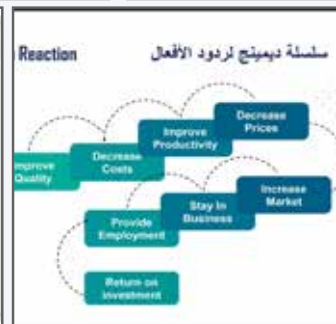 Reaction
سلسلة ديمينج لردود الأفعال
Improve
Quality
Decrease
Costs
Improve
Productivity
Decrease
Prices
Increase
Market
Stay In
Business
Provide
Employment
Return on
investment